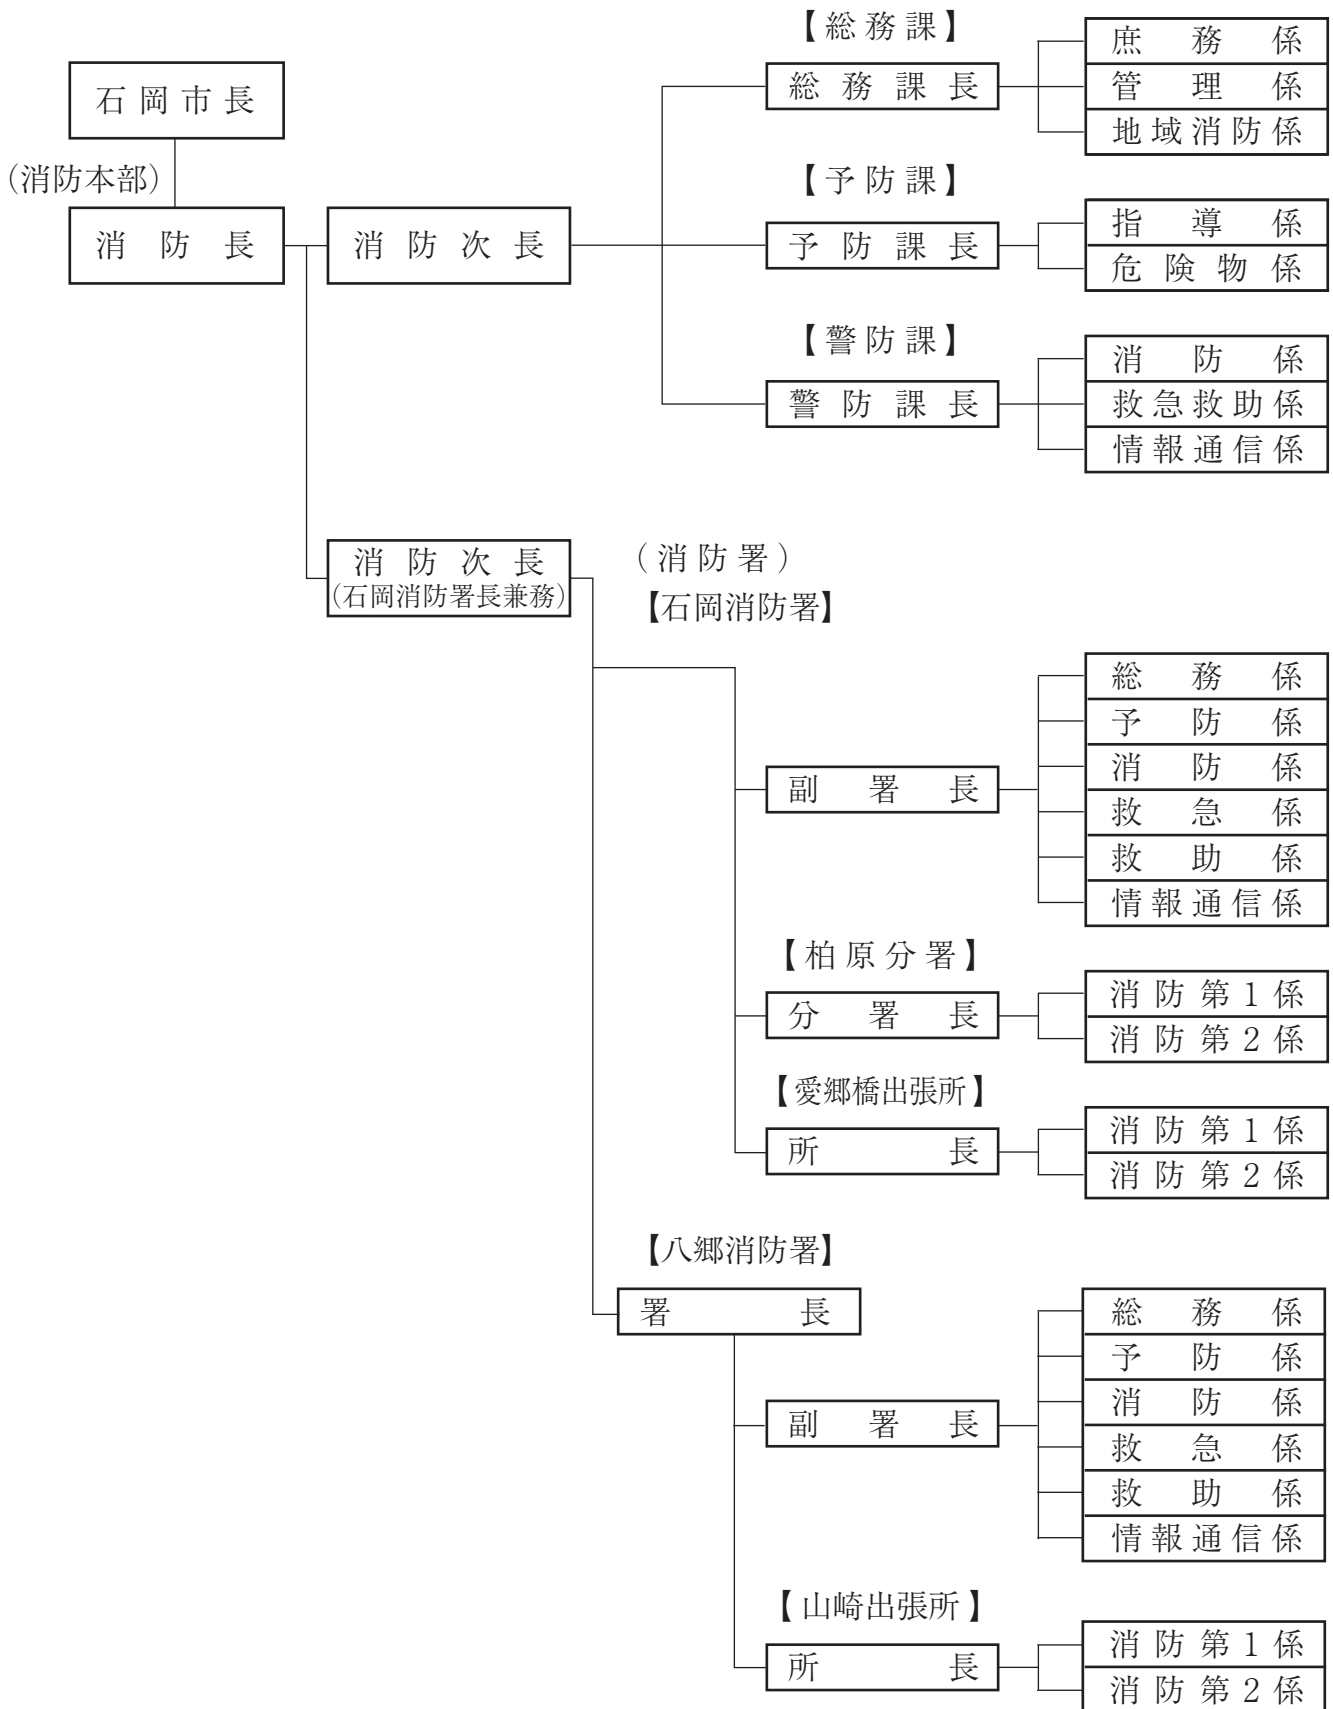 【総務課】
石岡市長
総務課長
庶務係
管理係
地域消防係
(消防本部)
消防長
消防次長
【予防課】
予防課長
指導係
危険物係
【警防課】
警防課長
消防係
救急救助係
情報通信係
消防次長
(石岡消防署長兼務)
(消防署)
【石岡消防署】
副署長
総務係
予防係
消防係
救急係
救助係
情報通信係
【柏原分署】
分署長
消防第1係
消防第2係
【愛郷橋出張所】
所長
消防第1係
消防第2係
【八郷消防署】
署長
副署長
総務係
予防係
消防係
救急係
救助係
情報通信係
【山崎出張所】
所長
消防第1係
消防第2係